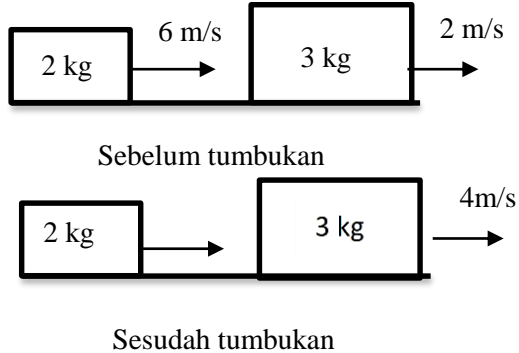 6 m/s
2 m/s
2 kg
3 kg
Sebelum tumbukan
4m/s
2 kg
3 kg
Sesudah tumbukan